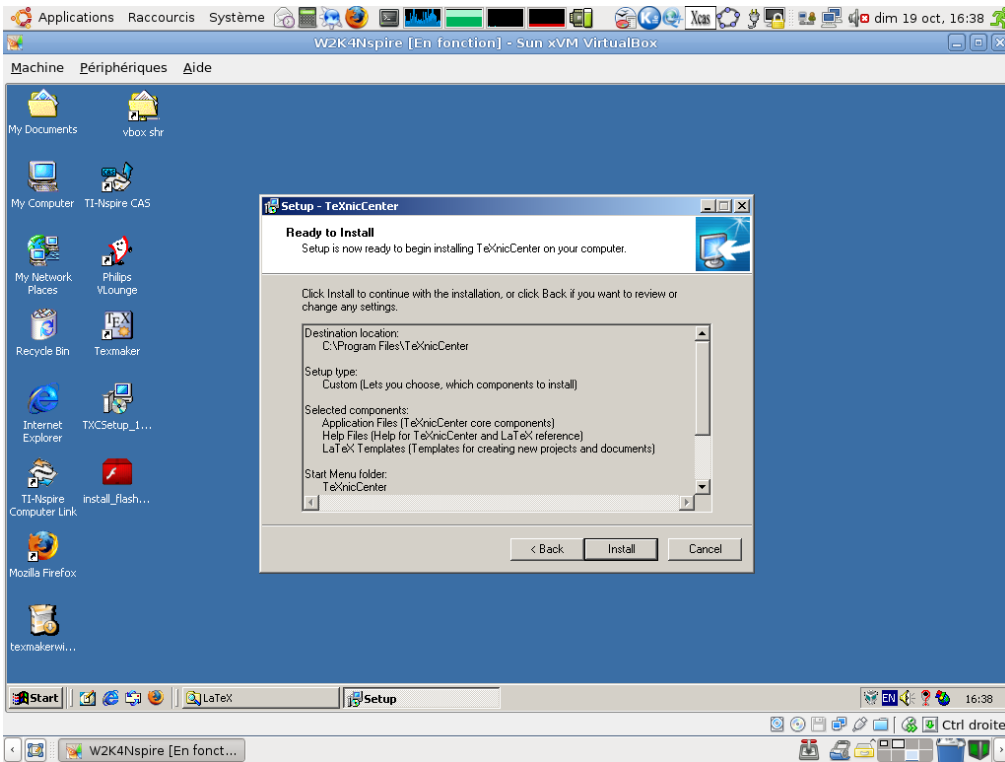 Applications Raccourcis Système
Xcas
dim 19 oct, 16:38
W2K4Nspire [En fonction] - Sun xVM VirtualBox
Machine Périphériques Aide
My Documents
vbox shr
My Computer
TI-Nspire CAS
My Network
Places
Philips
VLounge
Recycle Bin
Texmaker
Internet
Explorer
TXCSetup_1...
TI-Nspire
Computer Link
install_flash...
Mozilla Firefox
texmakerwi...
Setup - TeXnicCenter
Ready to Install
Setup is now ready to begin installing TeXnicCenter on your computer.
Click Install to continue with the installation, or click Back if you want to review or
change any settings.
Destination location:
C:\Program Files\TeXnicCenter
Setup type:
Custom (Lets you choose, which components to install)
Selected components:
Application Files (TeXnicCenter core components)
Help Files (Help for TeXnicCenter and LaTeX reference)
LaTeX Templates (Templates for creating new projects and documents)
Start Menu folder:
TeXnicCenter
< Back Install Cancel
Start LaTeX Setup EN 16:38
Ctrl droite
W2K4Nspire [En fonct...